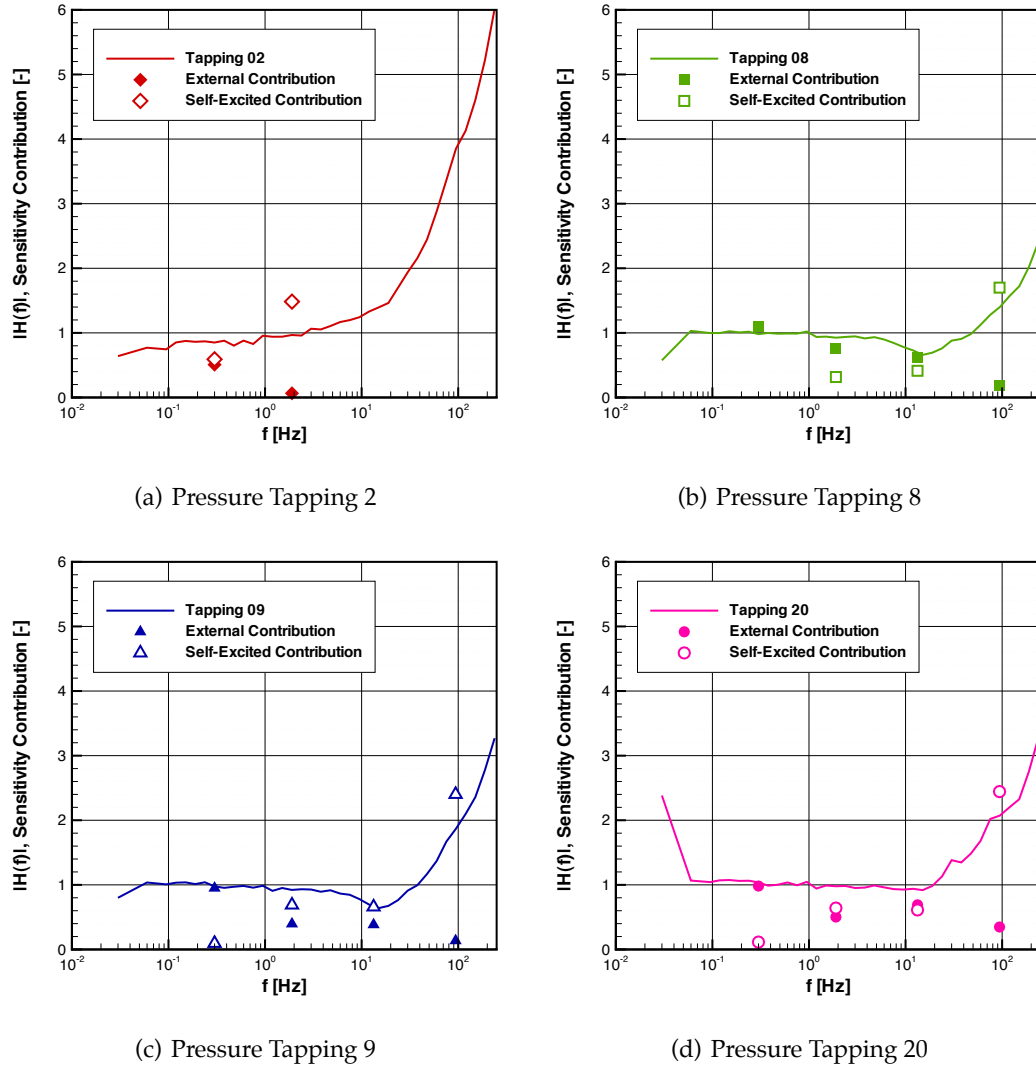 |H(f)|, Sensitivity Contribution [-]
6
5
4
3
2
1
0
Tapping 02
External Contribution
Self-Excited Contribution
10-2
10-1
100
101
102
f [Hz]
(a) Pressure Tapping 2
|H(f)|, Sensitivity Contribution [-]
6
5
4
3
2
1
0
Tapping 08
External Contribution
Self-Excited Contribution
10-2
10-1
100
101
102
f [Hz]
(b) Pressure Tapping 8
|H(f)|, Sensitivity Contribution [-]
6
5
4
3
2
1
0
Tapping 09
External Contribution
Self-Excited Contribution
10-2
10-1
100
101
102
f [Hz]
(c) Pressure Tapping 9
|H(f)|, Sensitivity Contribution [-]
6
5
4
3
2
1
0
Tapping 20
External Contribution
Self-Excited Contribution
10-2
10-1
100
101
102
f [Hz]
(d) Pressure Tapping 20